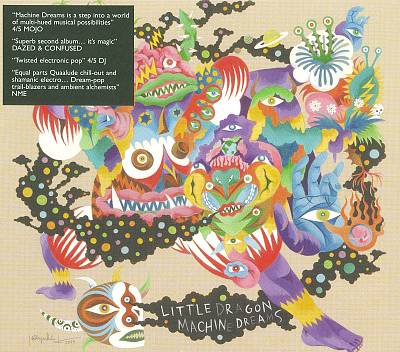 "Machine Dreams is a step into a world
of multi-hued musical possibilities"
4/5 MOJO
"Superb second album... it's magic"
DAZED & CONFUSED
"Twisted electronic pop" 4/5 DJ
"Equal parts Quaalude chill-out and
shamanic electro... Dream-pop
trail-blazers and ambient alchemists"
NME
LITTLE DRAGON
MACHINE DREAMS